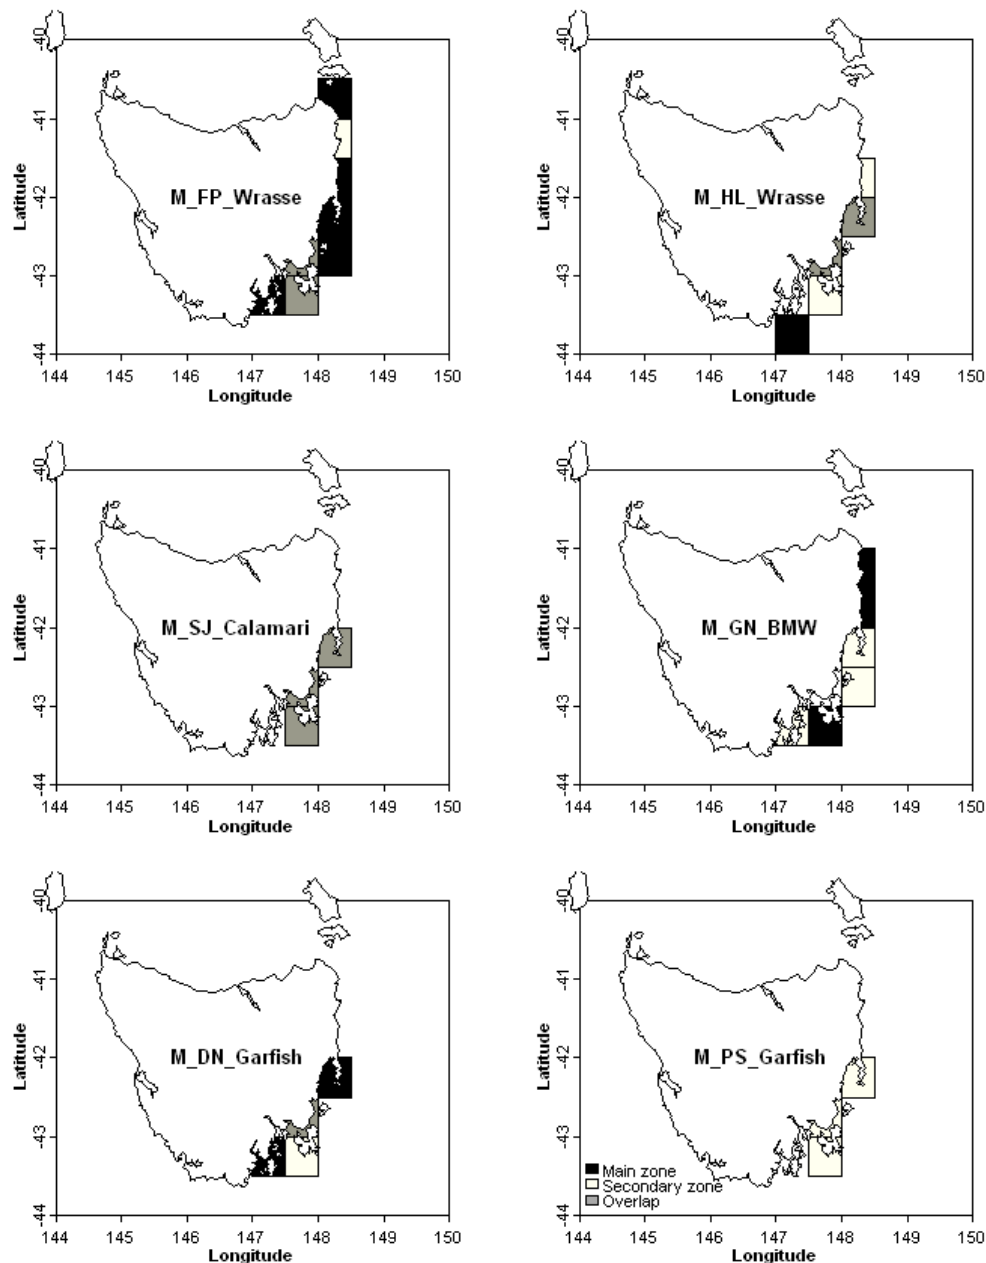 -40
-41
-42
-43
-44
Latitude
M_FP_Wrasse
144 145 146 147 148 149 150
Longitude
-40
-41
-42
-43
-44
Latitude
M_HL_Wrasse
144 145 146 147 148 149 150
Longitude
-40
-41
-42
-43
-44
Latitude
M_SJ_Calamari
144 145 146 147 148 149 150
Longitude
-40
-41
-42
-43
-44
Latitude
M_GN_BMW
144 145 146 147 148 149 150
Longitude
-40
-41
-42
-43
-44
Latitude
M_DN_Garfish
144 145 146 147 148 149 150
Longitude
-40
-41
-42
-43
-44
Latitude
M_PS_Garfish
Main zone
Secondary zone
Overlap
144 145 146 147 148 149 150
Longitude